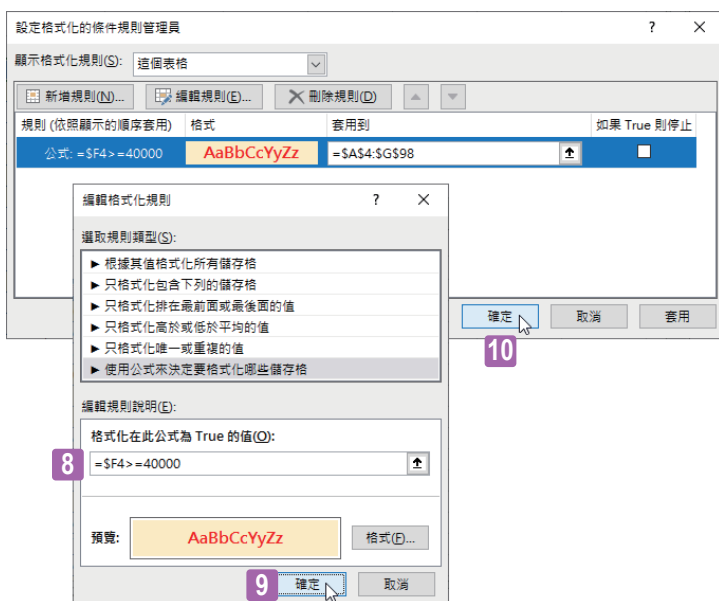 設定格式化的條件規則管理員 ? ×
顯示格式化規則(S): 這個表格
新增規則(N)... 編輯規則(E)... 刪除規則(D)
規則 (依照顯示的順序套用) 格式 套用到 如果 True 則停止
公式: =$F4>=40000 AaBbCcYyZz =$A$4:$G$98
確定 取消 套用
10
編輯格式化規則 ? ×
選取規則類型(S):
► 根據其值格式化所有儲存格
► 只格式化包含下列的儲存格
► 只格式化排在最前面或最後面的值
► 只格式化高於或低於平均的值
► 只格式化唯一或重複的值
► 使用公式來決定要格式化哪些儲存格
編輯規則說明(E):
格式化在此公式為 True 的值(O):
8 =$F4>=40000
預覽: AaBbCcYyZz 格式(F)...
9 確定 取消